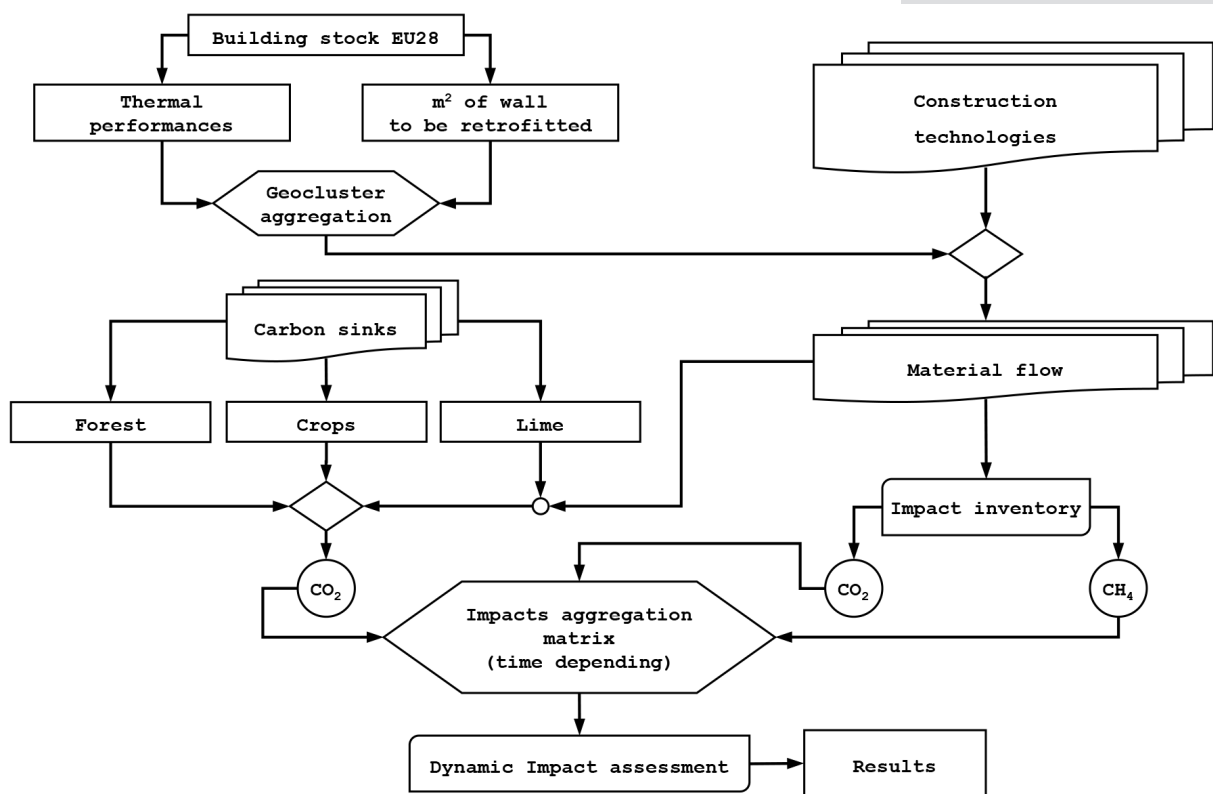 Building stock EU28
Thermal
performances
m² of wall
to be retrofitted
Construction
technologies
Geocluster
aggregation
Carbon sinks
Material flow
Forest
Crops
Lime
Impact inventory
CO₂
CO₂
CH₄
Impacts aggregation
matrix
(time depending)
Dynamic Impact assessment
Results